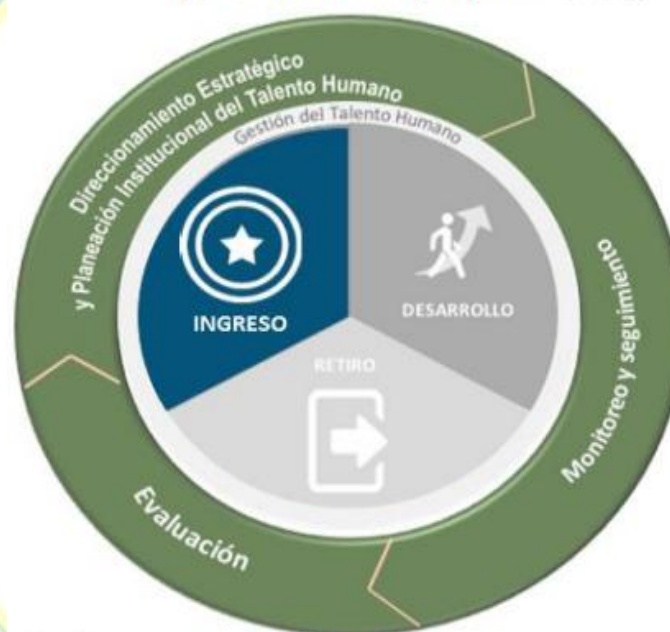 Direccionamiento Estratégico
y Planeación Institucional del Talento Humano
Gestión del Talento Humano
INGRESO
DESARROLLO
RETIRO
Monitoreo y seguimiento
Evaluación